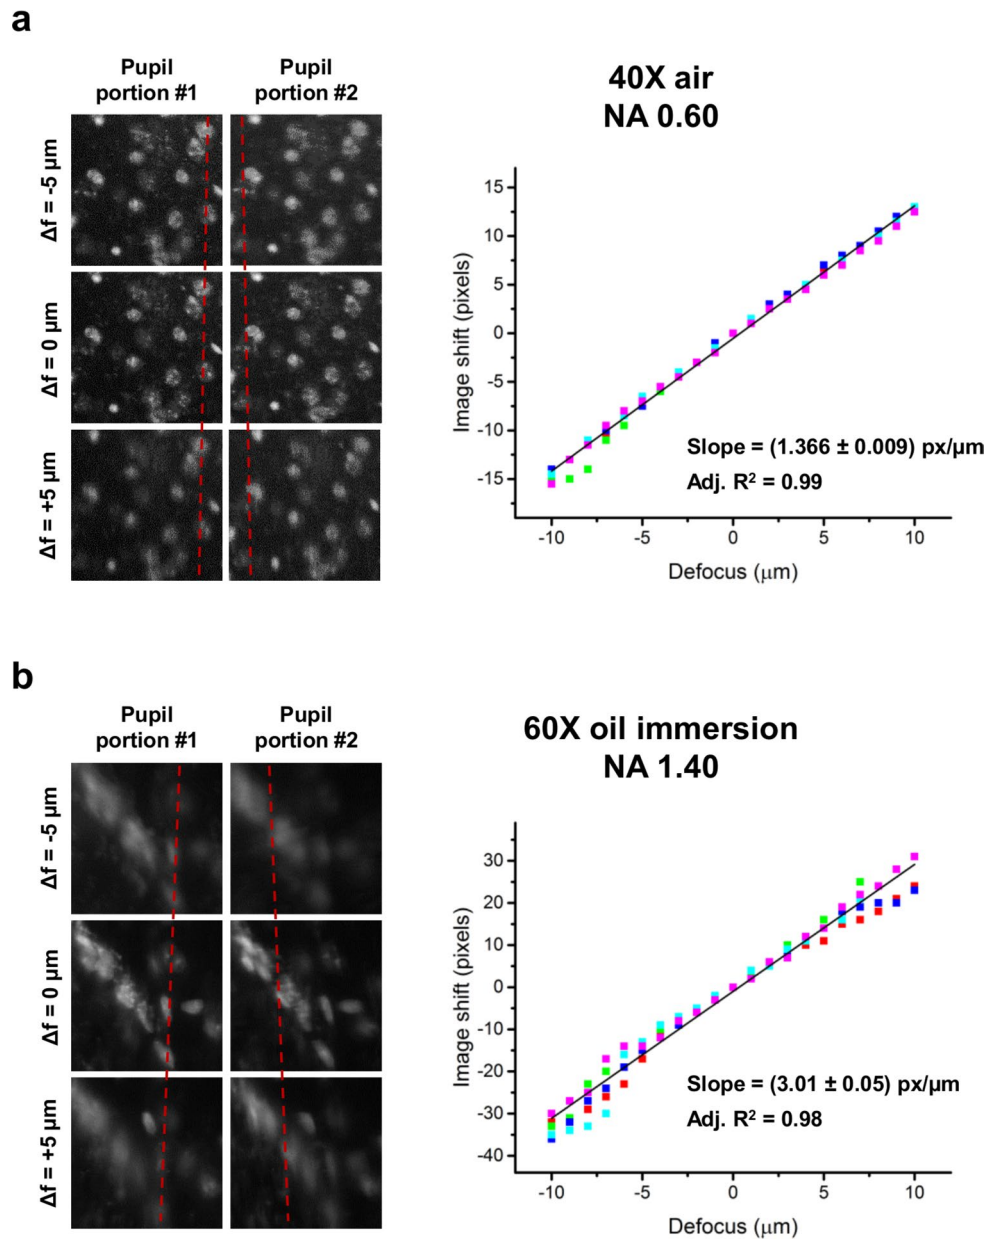 a
Pupil
portion #1
Pupil
portion #2
Δf = -5 μm
Δf = 0 μm
Δf = +5 μm
40X air
NA 0.60
Image shift (pixels)
15
10
5
0
-5
-10
-15
Slope = (1.366 ± 0.009) px/μm
Adj. R² = 0.99
-10
-5
0
5
10
Defocus (μm)
b
Pupil
portion #1
Pupil
portion #2
Δf = -5 μm
Δf = 0 μm
Δf = +5 μm
60X oil immersion
NA 1.40
Image shift (pixels)
30
20
10
0
-10
-20
-30
-40
Slope = (3.01 ± 0.05) px/μm
Adj. R² = 0.98
-10
-5
0
5
10
Defocus (μm)